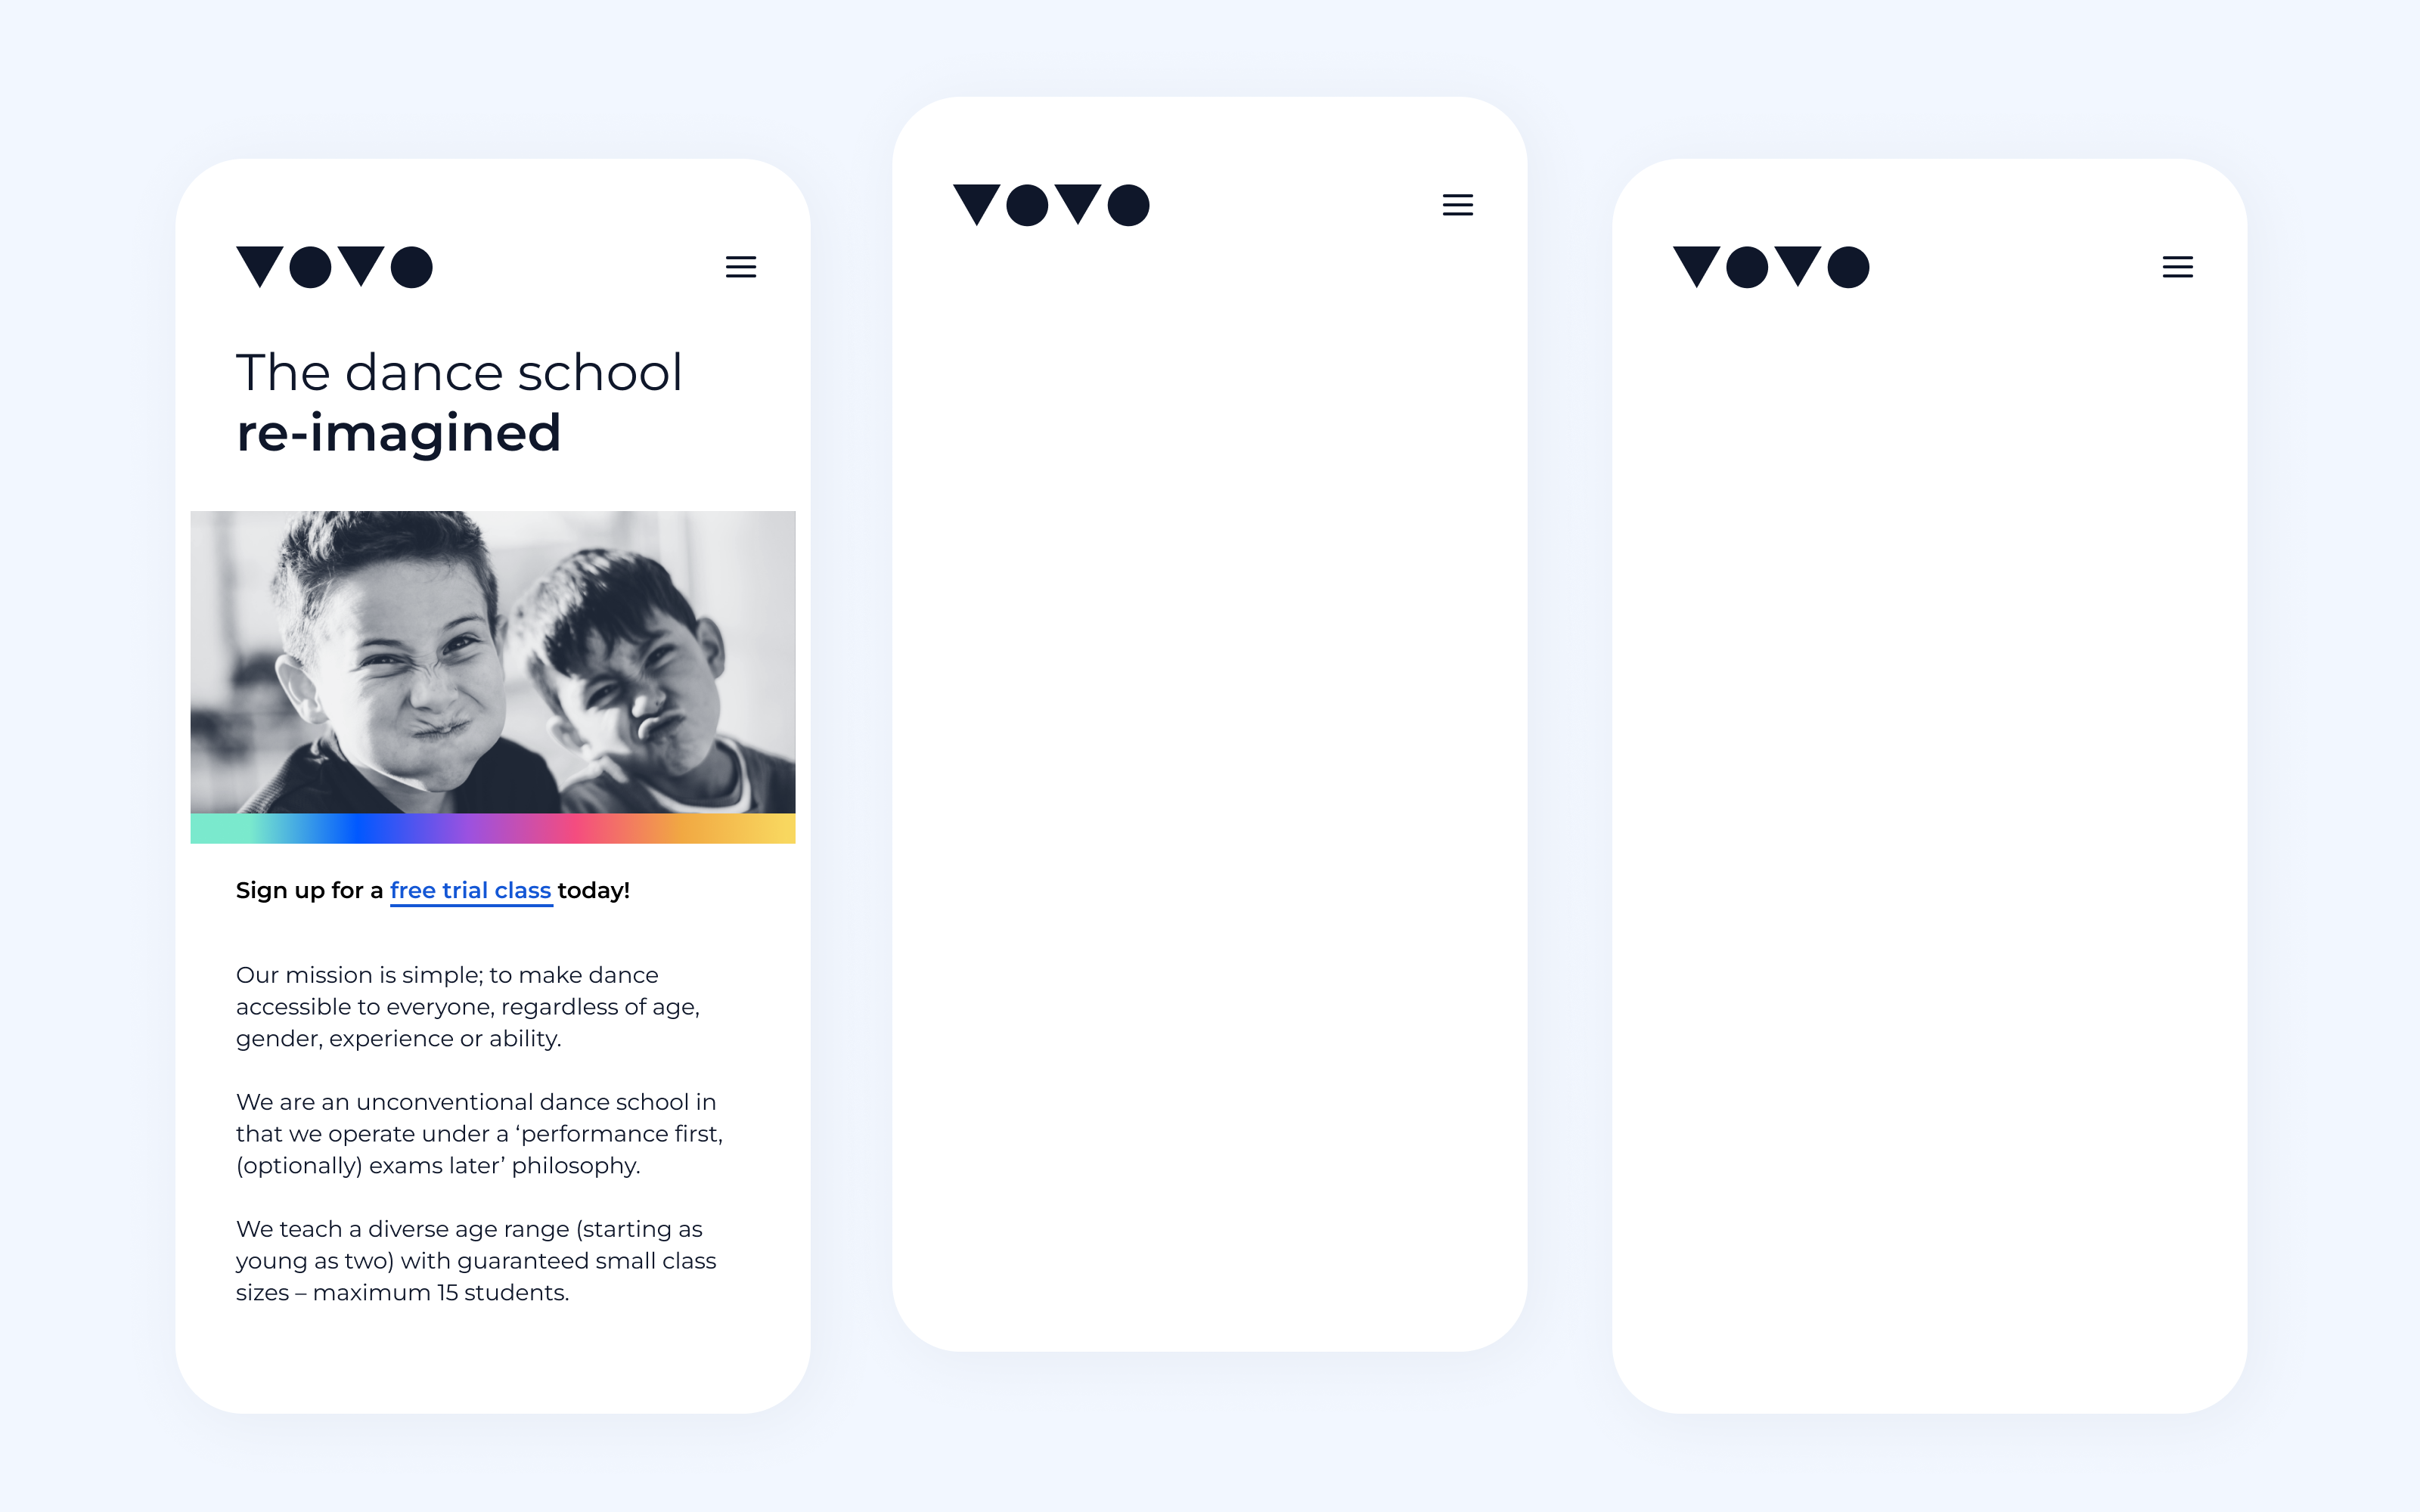 VOVO
The dance school
re-imagined
Sign up for a free trial class today!
Our mission is simple; to make dance
accessible to everyone, regardless of age,
gender, experience or ability.
We are an unconventional dance school in
that we operate under a ‘performance first,
(optionally) exams later’ philosophy.
We teach a diverse age range (starting as
young as two) with guaranteed small class
sizes – maximum 15 students.
VOVO
VOVO